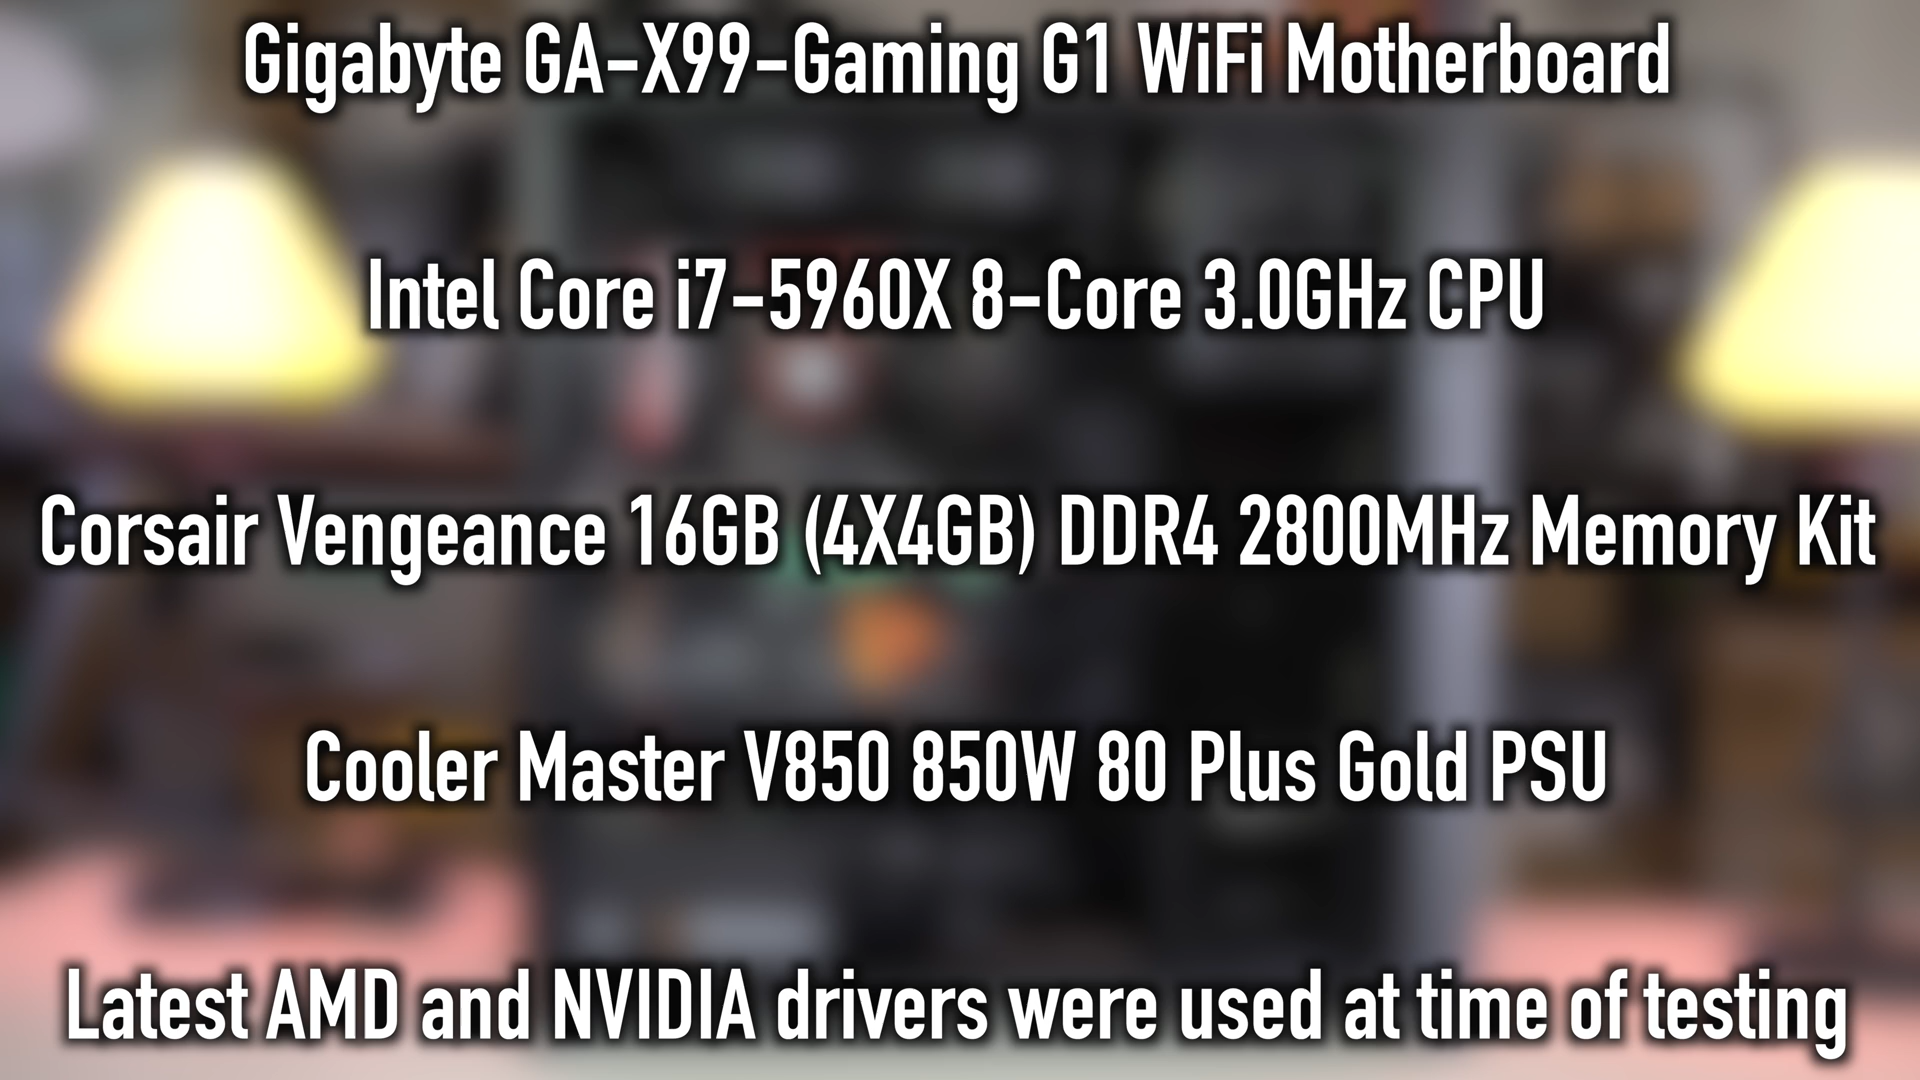 Gigabyte GA-X99-Gaming G1 WiFi Motherboard
Intel Core i7-5960X 8-Core 3.0GHz CPU
Corsair Vengeance 16GB (4X4GB) DDR4 2800MHz Memory Kit
Cooler Master V850 850W 80 Plus Gold PSU
Latest AMD and NVIDIA drivers were used at time of testing